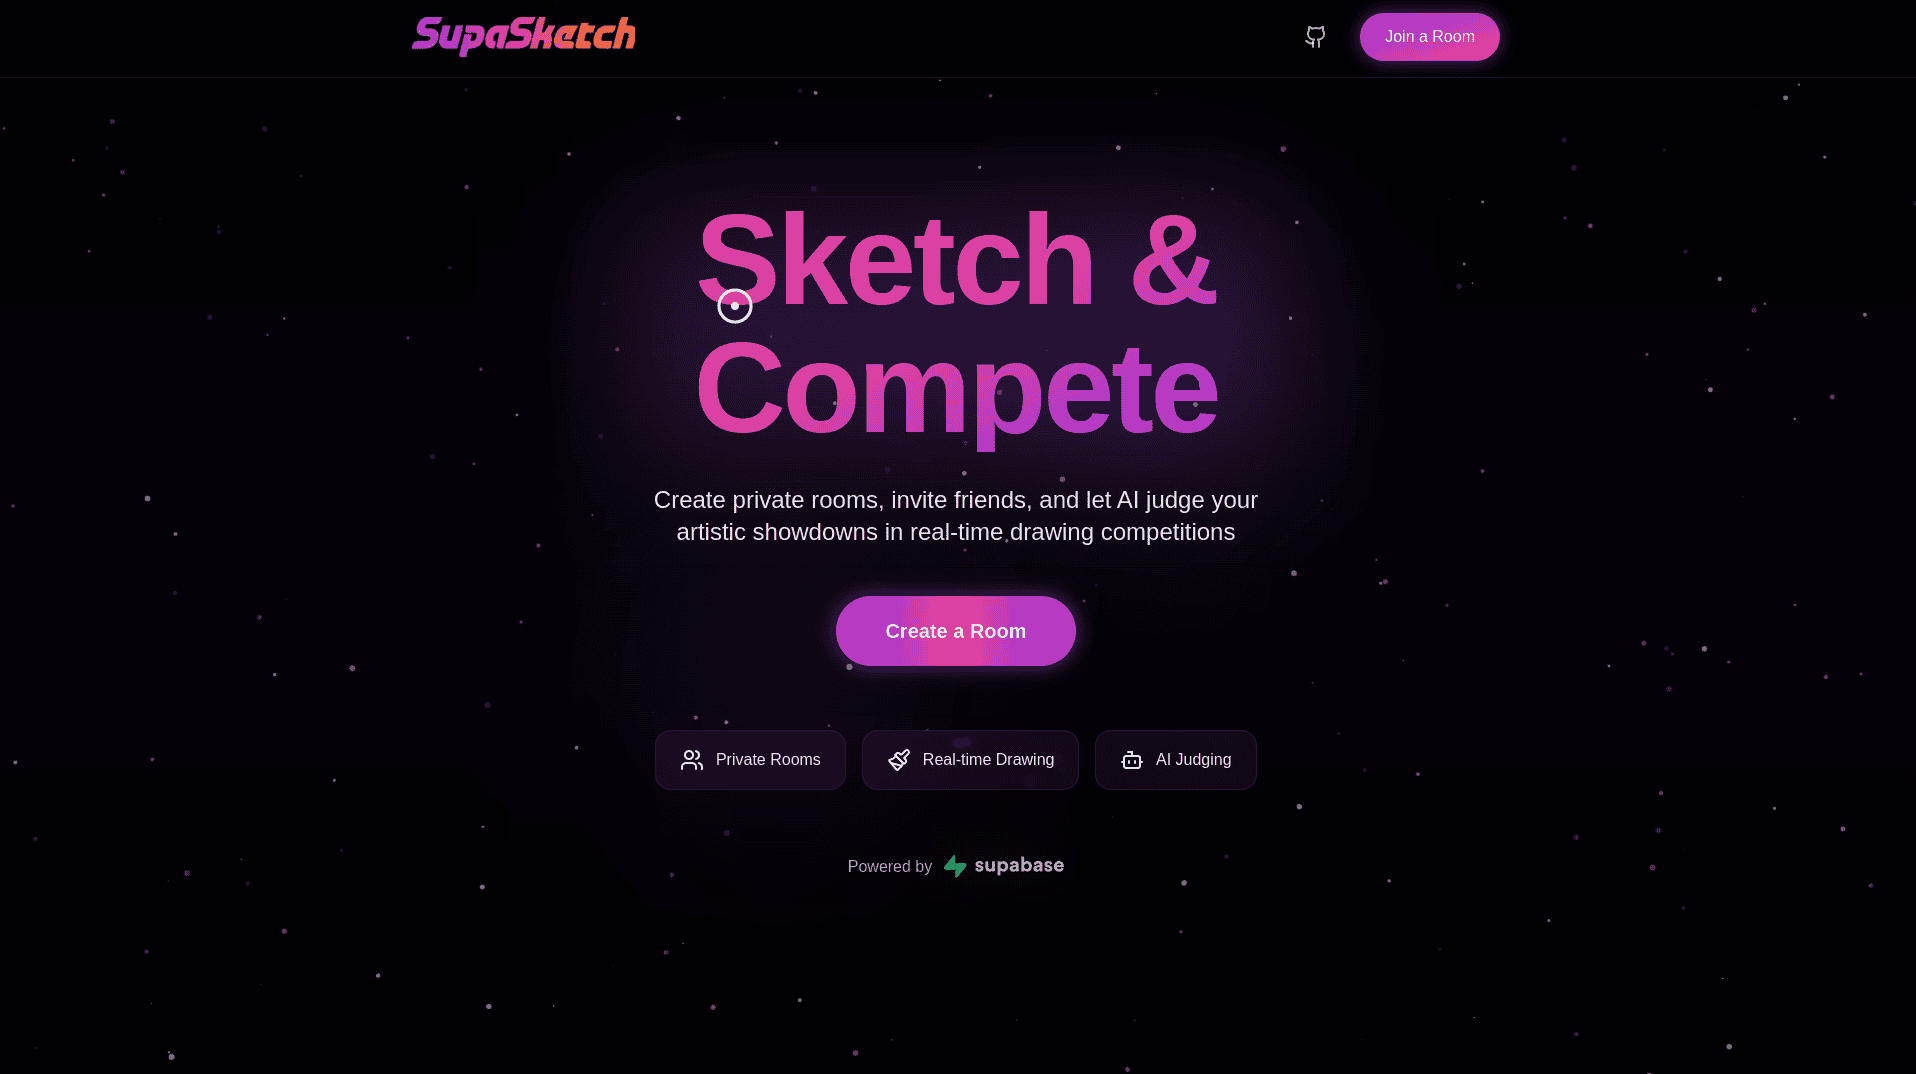 SupaSketch
Join a Room
Sketch &
Compete
Create private rooms, invite friends, and let AI judge your
artistic showdowns in real-time drawing competitions
Create a Room
Private Rooms
Real-time Drawing
AI Judging
Powered by supabase